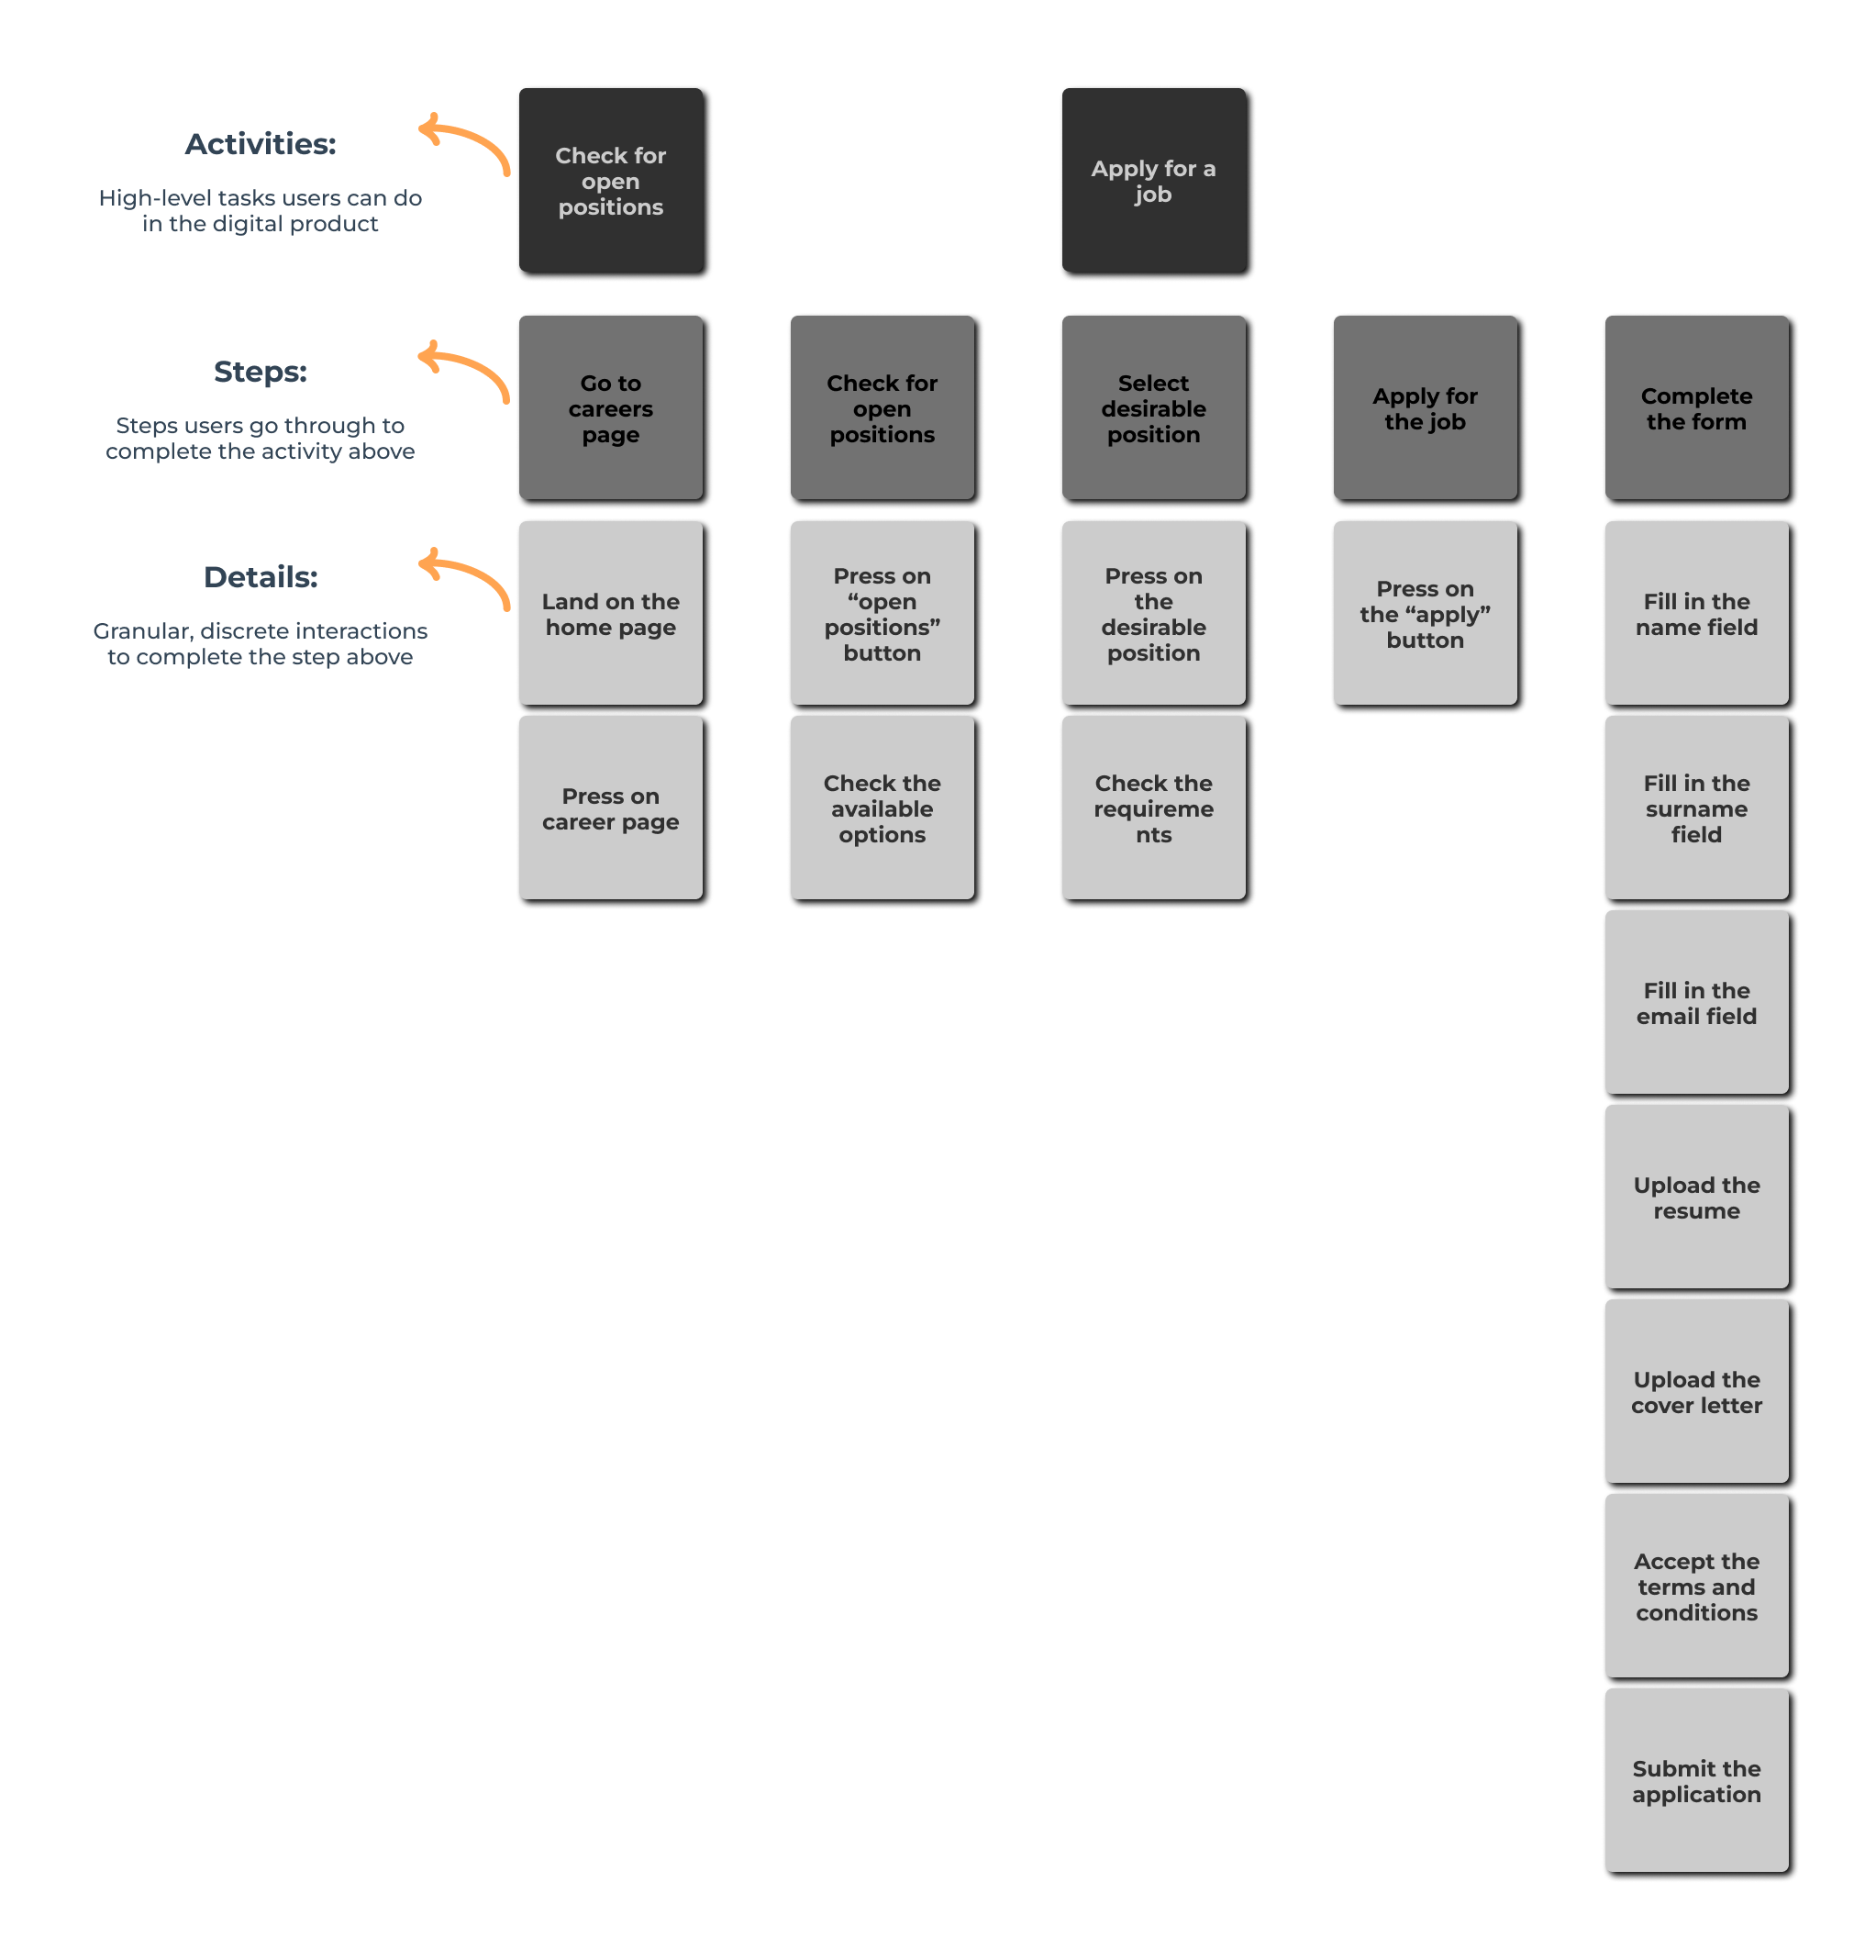 Activities:
High-level tasks users can do
in the digital product
Check for
open
positions
Apply for a
job
Steps:
Steps users go through to
complete the activity above
Go to
careers
page
Check for
open
positions
Select
desirable
position
Apply for
the job
Complete
the form
Details:
Granular, discrete interactions
to complete the step above
Land on the
home page
Press on
“open
positions”
button
Press on
the
desirable
position
Press on
the “apply”
button
Fill in the
name field
Press on
career page
Check the
available
options
Check the
requireme
nts
Fill in the
surname
field
Fill in the
email field
Upload the
resume
Upload the
cover letter
Accept the
terms and
conditions
Submit the
application